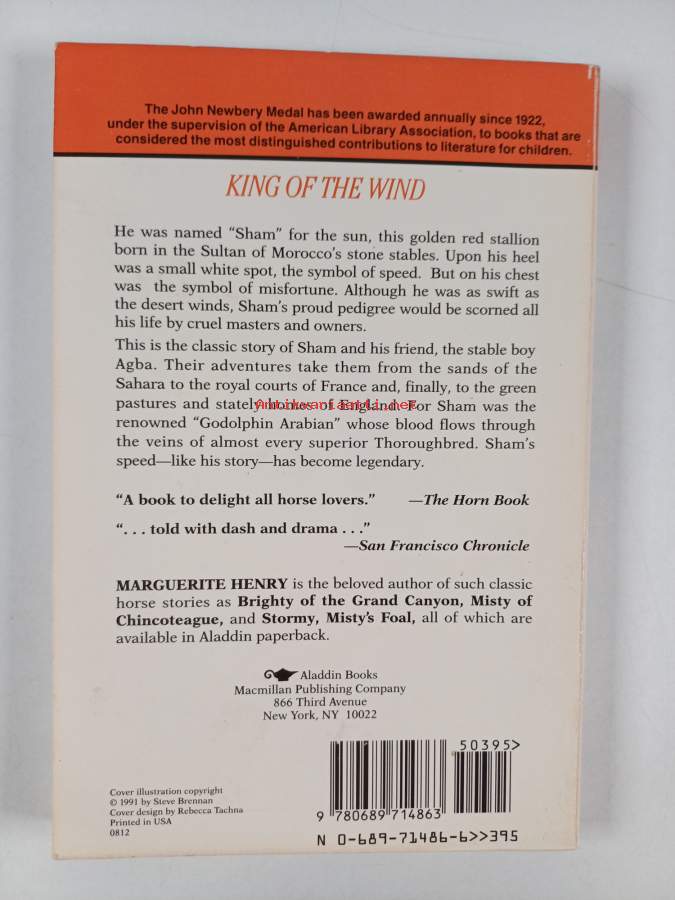 The John Newbery Medal has been awarded annually since 1922,
under the supervision of the American Library Association, to books that are
considered the most distinguished contributions to literature for children.
KING OF THE WIND
He was named “Sham” for the sun, this golden red stallion
born in the Sultan of Morocco’s stone stables. Upon his heel
was a small white spot, the symbol of speed. But on his chest
was the symbol of misfortune. Although he was as swift as
the desert winds, Sham’s proud pedigree would be scorned all
his life by cruel masters and owners.
This is the classic story of Sham and his friend, the stable boy
Agba. Their adventures take them from the sands of the
Sahara to the royal courts of France and, finally, to the green
pastures and stately homes of England. For Sham was the
Antikvariaatti.net
renowned “Godolphin Arabian” whose blood flows through
the veins of almost every superior Thoroughbred. Sham’s
speed—like his story—has become legendary.
“A book to delight all horse lovers.” —The Horn Book
“. . . told with dash and drama . . .”
—San Francisco Chronicle
MARGUERITE HENRY is the beloved author of such classic
horse stories as Brighty of the Grand Canyon, Misty of
Chincoteague, and Stormy, Misty’s Foal, all of which are
available in Aladdin paperback.
Aladdin Books
Macmillan Publishing Company
866 Third Avenue
New York, NY 10022
50395>
9 780689 714863
N 0-689-71486-6>>395
Cover illustration copyright
© 1991 by Steve Brennan
Cover design by Rebecca Tachna
Printed in USA
0812